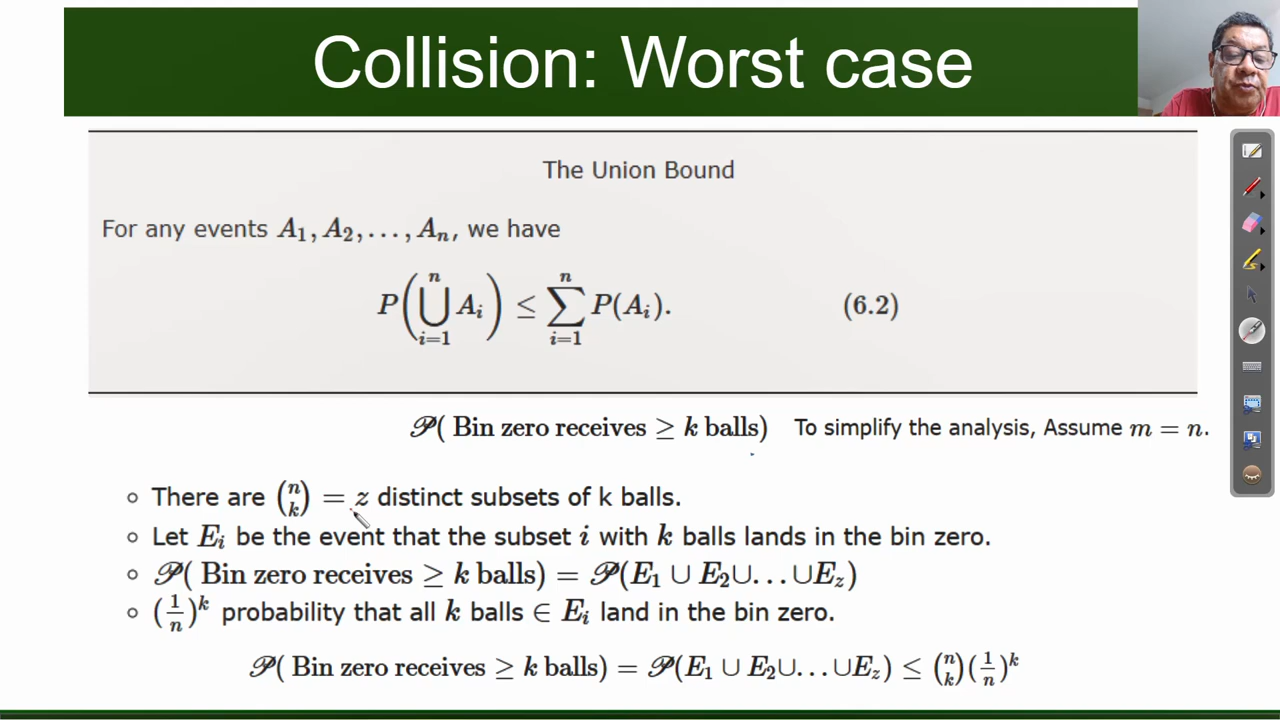 Collision: Worst case
The Union Bound
For any events A₁, A₂, …, Aₙ, we have
P(⋃ᵢ₌₁ⁿ Aᵢ) ≤ ∑ᵢ₌₁ⁿ P(Aᵢ). (6.2)
𝒫( Bin zero receives ≥ k balls) To simplify the analysis, Assume m = n.
○ There are (n k) = z distinct subsets of k balls.
○ Let Eᵢ be the event that the subset i with k balls lands in the bin zero.
○ 𝒫( Bin zero receives ≥ k balls) = 𝒫(E₁ ∪ E₂∪. . . ∪E_z)
○ (1/n)ᵏ probability that all k balls ∈ Eᵢ land in the bin zero.
𝒫( Bin zero receives ≥ k balls) = 𝒫(E₁ ∪ E₂∪. . . ∪E_z) ≤ (n k)(1/n)ᵏ